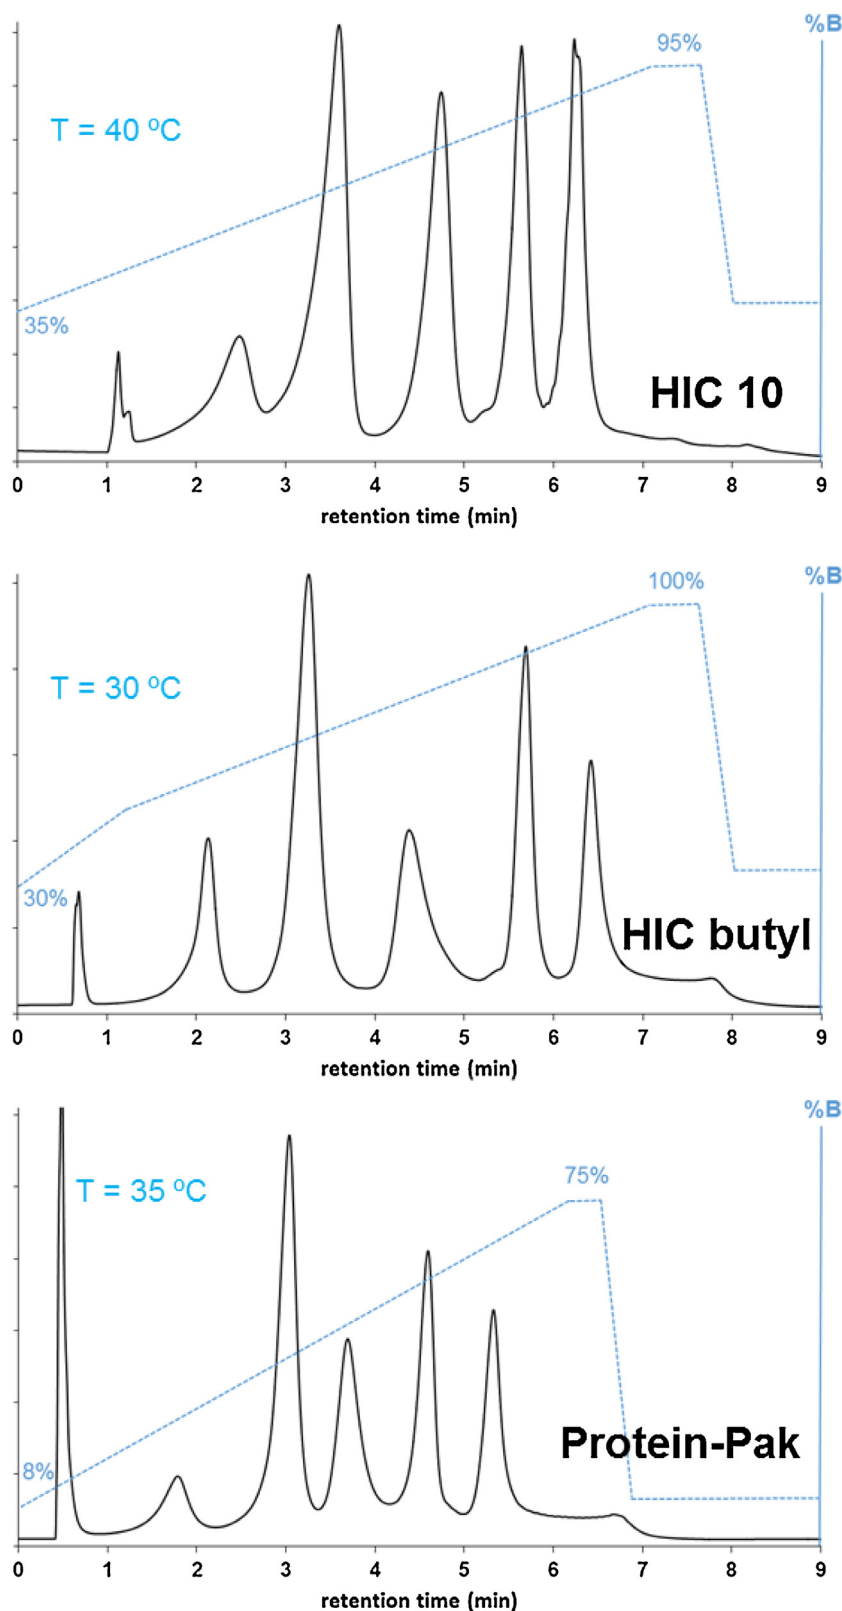 %B
95%
T = 40 °C
35%
HIC 10
0 1 2 3 4 5 6 7 8 9
retention time (min)
%B
100%
T = 30 °C
30%
HIC butyl
0 1 2 3 4 5 6 7 8 9
retention time (min)
%B
75%
T = 35 °C
8%
Protein-Pak
0 1 2 3 4 5 6 7 8 9
retention time (min)